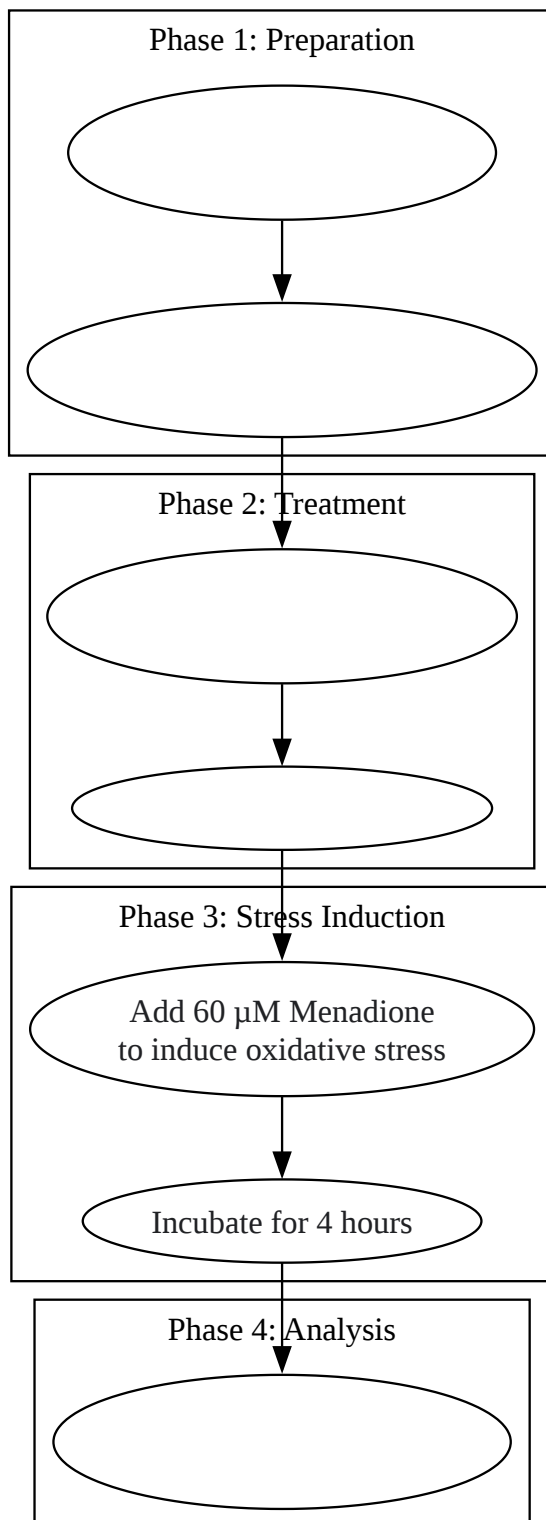 Phase 1: Preparation
Phase 2: Treatment
Phase 3: Stress Induction
Add 60 µM Menadione
to induce oxidative stress
Incubate for 4 hours
Phase 4: Analysis